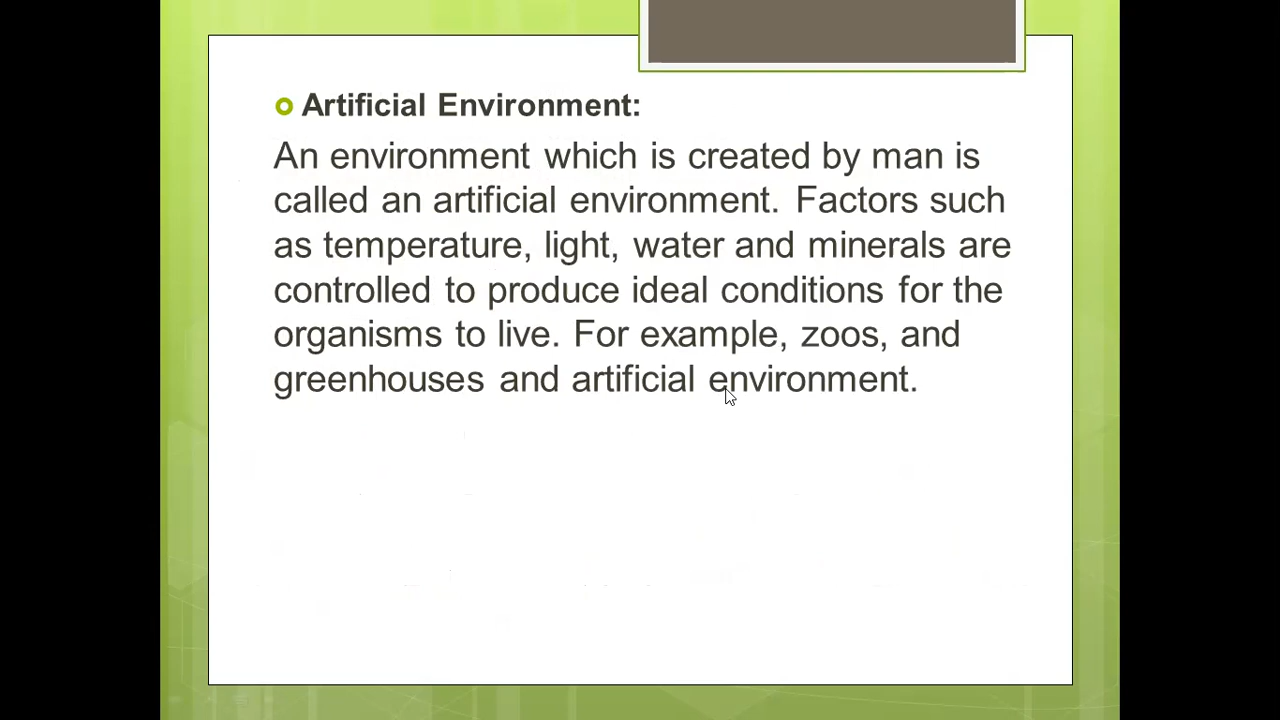 Artificial Environment:
An environment which is created by man is
called an artificial environment. Factors such
as temperature, light, water and minerals are
controlled to produce ideal conditions for the
organisms to live. For example, zoos, and
greenhouses and artificial environment.